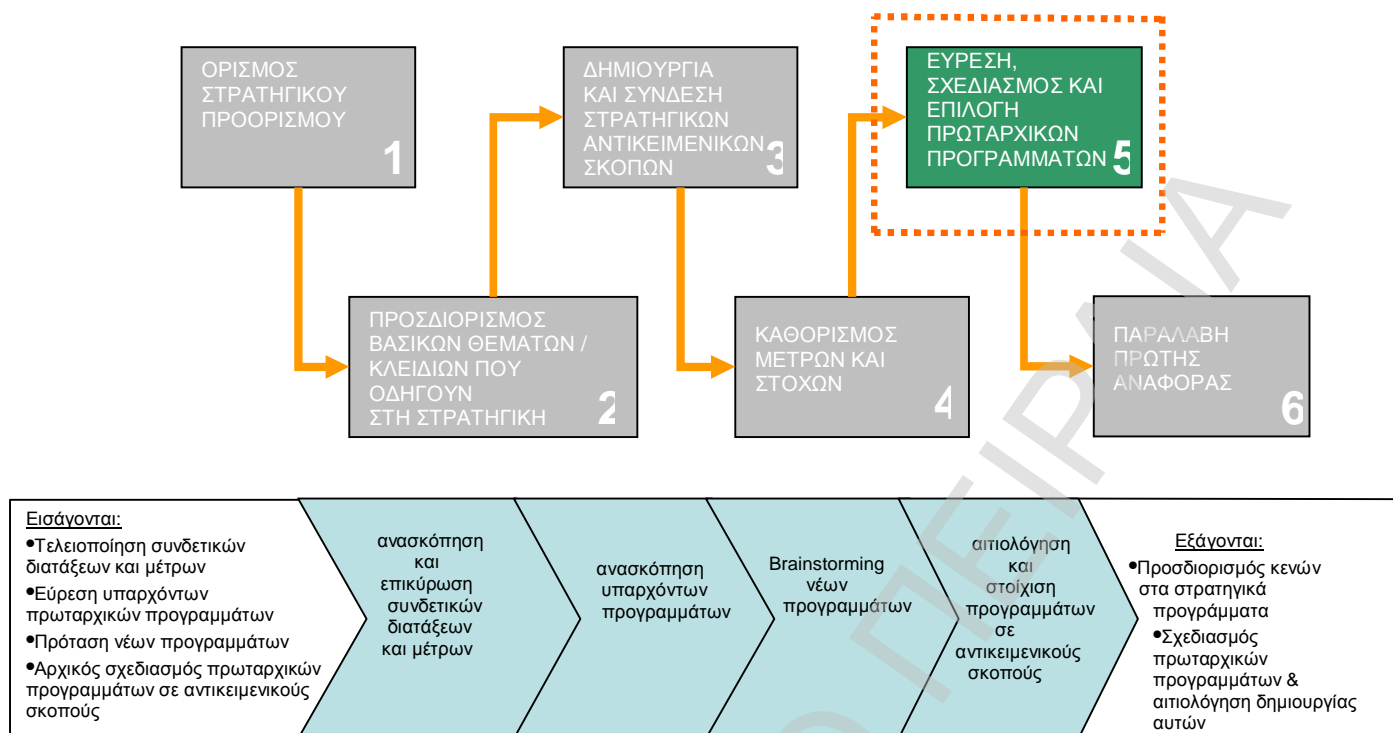 ΟΡΙΣΜΟΣ
ΣΤΡΑΤΗΓΙΚΟΥ
ΠΡΟΟΡΙΣΜΟΥ
1
ΔΗΜΙΟΥΡΓΙΑ
ΚΑΙ ΣΥΝΔΕΣΗ
ΣΤΡΑΤΗΓΙΚΩΝ
ΑΝΤΙΚΕΙΜΕΝΙΚΩΝ
ΣΚΟΠΩΝ
3
ΕΥΡΕΣΗ,
ΣΧΕΔΙΑΣΜΟΣ ΚΑΙ
ΕΠΙΛΟΓΗ
ΠΡΩΤΑΡΧΙΚΩΝ
ΠΡΟΓΡΑΜΜΑΤΩΝ
5
ΠΡΟΣΔΙΟΡΙΣΜΟΣ
ΒΑΣΙΚΩΝ ΘΕΜΑΤΩΝ /
ΚΛΕΙΔΙΩΝ ΠΟΥ
ΟΔΗΓΟΥΝ
ΣΤΗ ΣΤΡΑΤΗΓΙΚΗ
2
ΚΑΘΟΡΙΣΜΟΣ
ΜΕΤΡΩΝ ΚΑΙ
ΣΤΟΧΩΝ
4
ΠΑΡΑΛΑΒΗ
ΠΡΩΤΗΣ
ΑΝΑΦΟΡΑΣ
6
Εισάγονται:
•Τελειοποίηση συνδετικών
διατάξεων και μέτρων
•Εύρεση υπαρχόντων
πρωταρχικών προγραμμάτων
•Πρόταση νέων προγραμμάτων
•Αρχικός σχεδιασμός πρωταρχικών
προγραμμάτων σε αντικειμενικούς
σκοπούς
ανασκόπηση
και
επικύρωση
συνδετικών
διατάξεων
και μέτρων
ανασκόπηση
υπαρχόντων
προγραμμάτων
Brainstorming
νέων
προγραμμάτων
αιτιολόγηση
και
στοίχιση
προγραμμάτων
σε
αντικειμενικούς
σκοπούς
Εξάγονται:
•Προσδιορισμός κενών
στα στρατηγικά
προγράμματα
•Σχεδιασμός
πρωταρχικών
προγραμμάτων &
αιτιολόγηση δημιουργίας
αυτών
ΠΕΙΡΑΙΑ